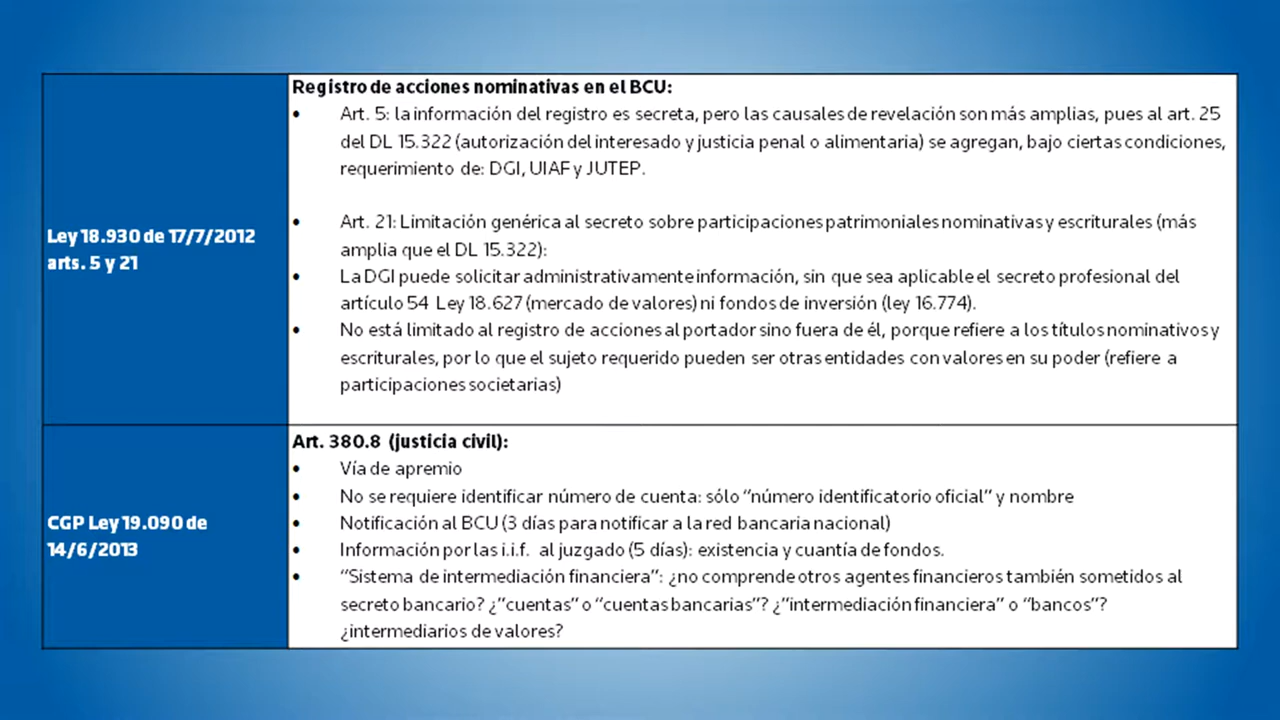 Ley 18.930 de 17/7/2012
arts. 5 y 21
Registro de acciones nominativas en el BCU:
• Art. 5: la información del registro es secreta, pero las causales de revelación son más amplias, pues al art. 25
del DL 15.322 (autorización del interesado y justicia penal o alimentaria) se agregan, bajo ciertas condiciones,
requerimiento de: DGI, UIAF y JUTEP.
• Art. 21: Limitación genérica al secreto sobre participaciones patrimoniales nominativas y escriturales (más
amplia que el DL 15.322):
• La DGI puede solicitar administrativamente información, sin que sea aplicable el secreto profesional del
artículo 54 Ley 18.627 (mercado de valores) ni fondos de inversión (ley 16.774).
• No está limitado al registro de acciones al portador sino fuera de él, porque refiere a los títulos nominativos y
escriturales, por lo que el sujeto requerido pueden ser otras entidades con valores en su poder (refiere a
participaciones societarias)
CGP Ley 19.090 de
14/6/2013
Art. 380.8 (justicia civil):
• Vía de apremio
• No se requiere identificar número de cuenta: sólo “número identificatorio oficial” y nombre
• Notificación al BCU (3 días para notificar a la red bancaria nacional)
• Información por las i.i.f. al juzgado (5 días): existencia y cuantía de fondos.
• “Sistema de intermediación financiera”: ¿no comprende otros agentes financieros también sometidos al
secreto bancario? ¿“cuentas” o “cuentas bancarias”? ¿“intermediación financiera” o “bancos”?
¿intermediarios de valores?